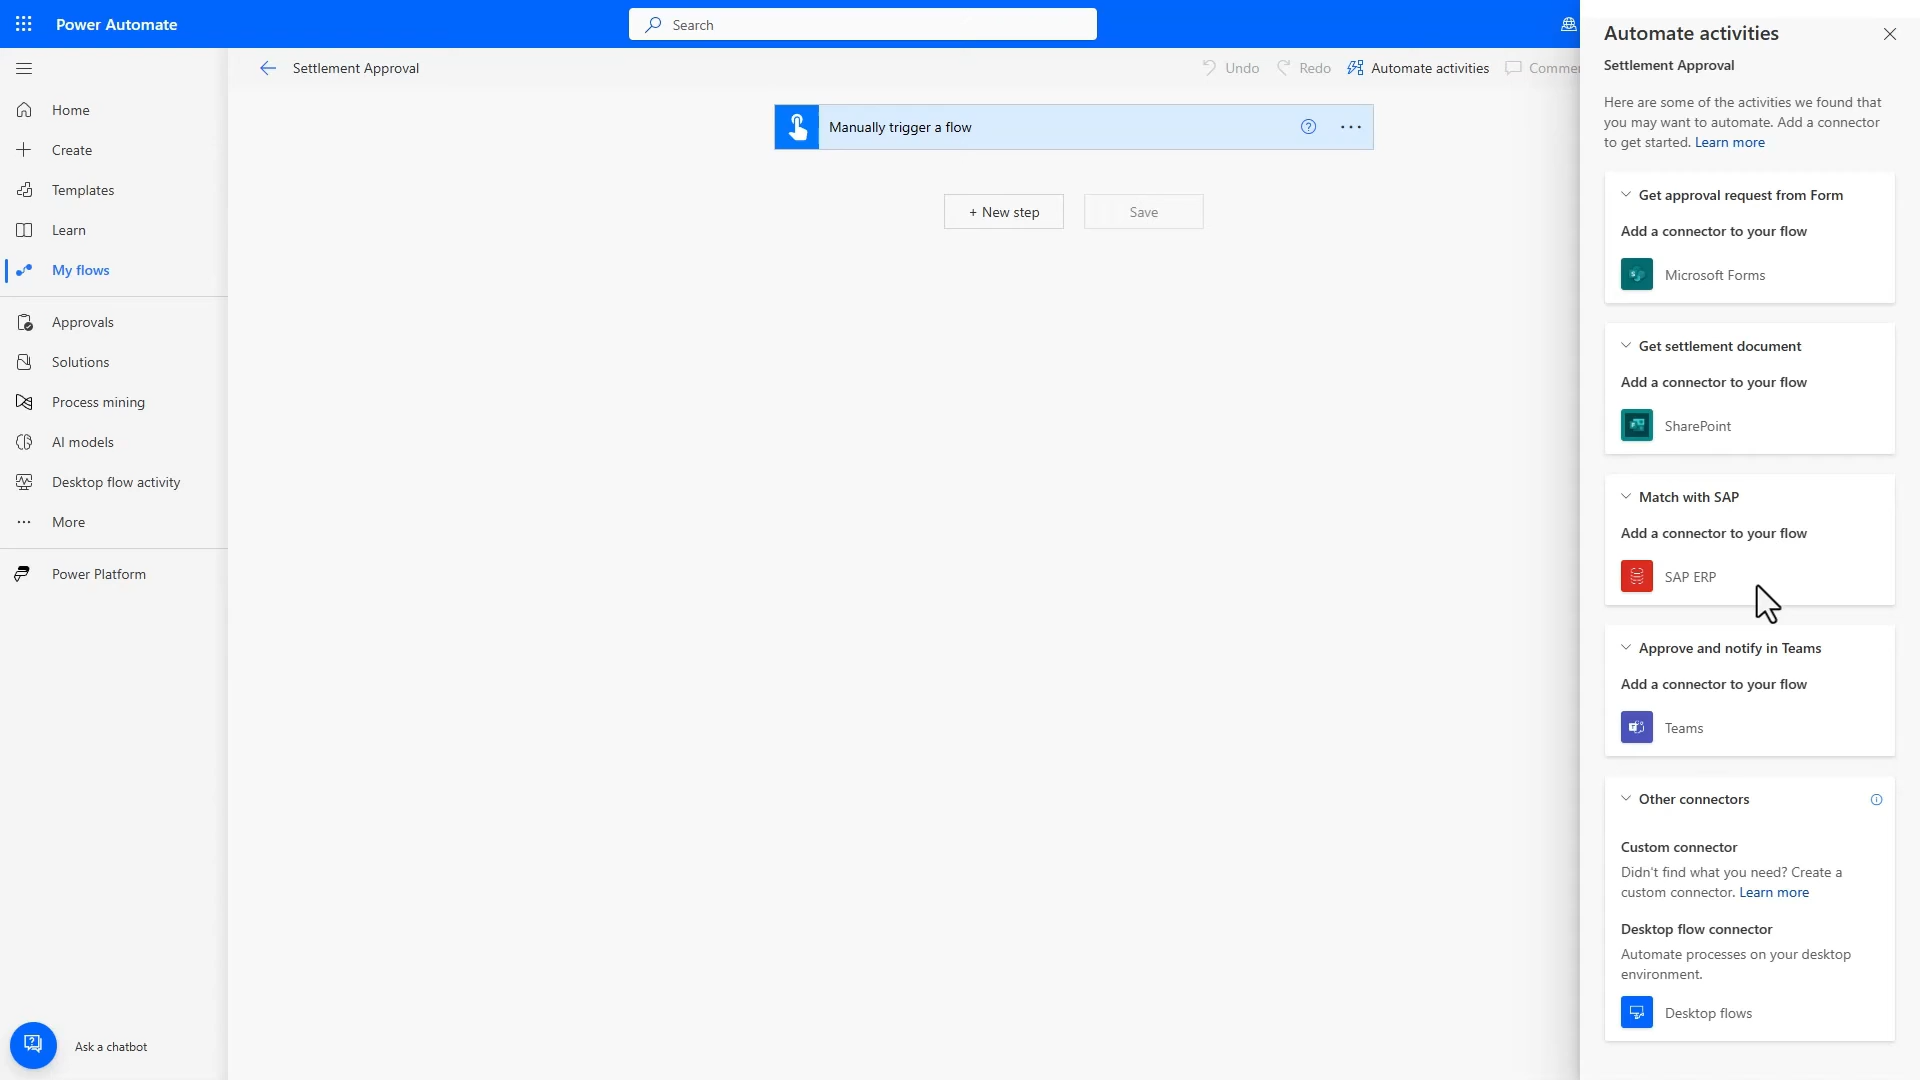 Power Automate
Search
Home
Create
Templates
Learn
My flows
Approvals
Solutions
Process mining
AI models
Desktop flow activity
More
Power Platform
Ask a chatbot
Settlement Approval
Undo
Redo
Automate activities
Commen
Manually trigger a flow
+ New step
Save
Automate activities
Settlement Approval
Here are some of the activities we found that
you may want to automate. Add a connector
to get started. Learn more
Get approval request from Form
Add a connector to your flow
Microsoft Forms
Get settlement document
Add a connector to your flow
SharePoint
Match with SAP
Add a connector to your flow
SAP ERP
Approve and notify in Teams
Add a connector to your flow
Teams
Other connectors
Custom connector
Didn't find what you need? Create a
custom connector. Learn more
Desktop flow connector
Automate processes on your desktop
environment.
Desktop flows